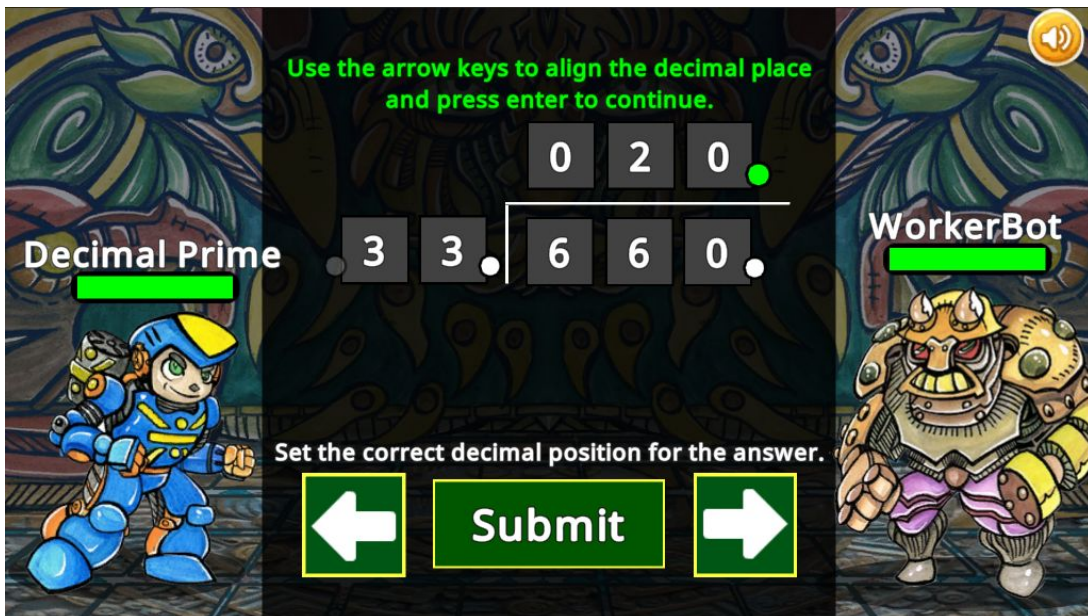 Use the arrow keys to align the decimal place
and press enter to continue.
0 2 0.
Decimal Prime
3 3. 6 6 0.
WorkerBot
Set the correct decimal position for the answer.
Submit